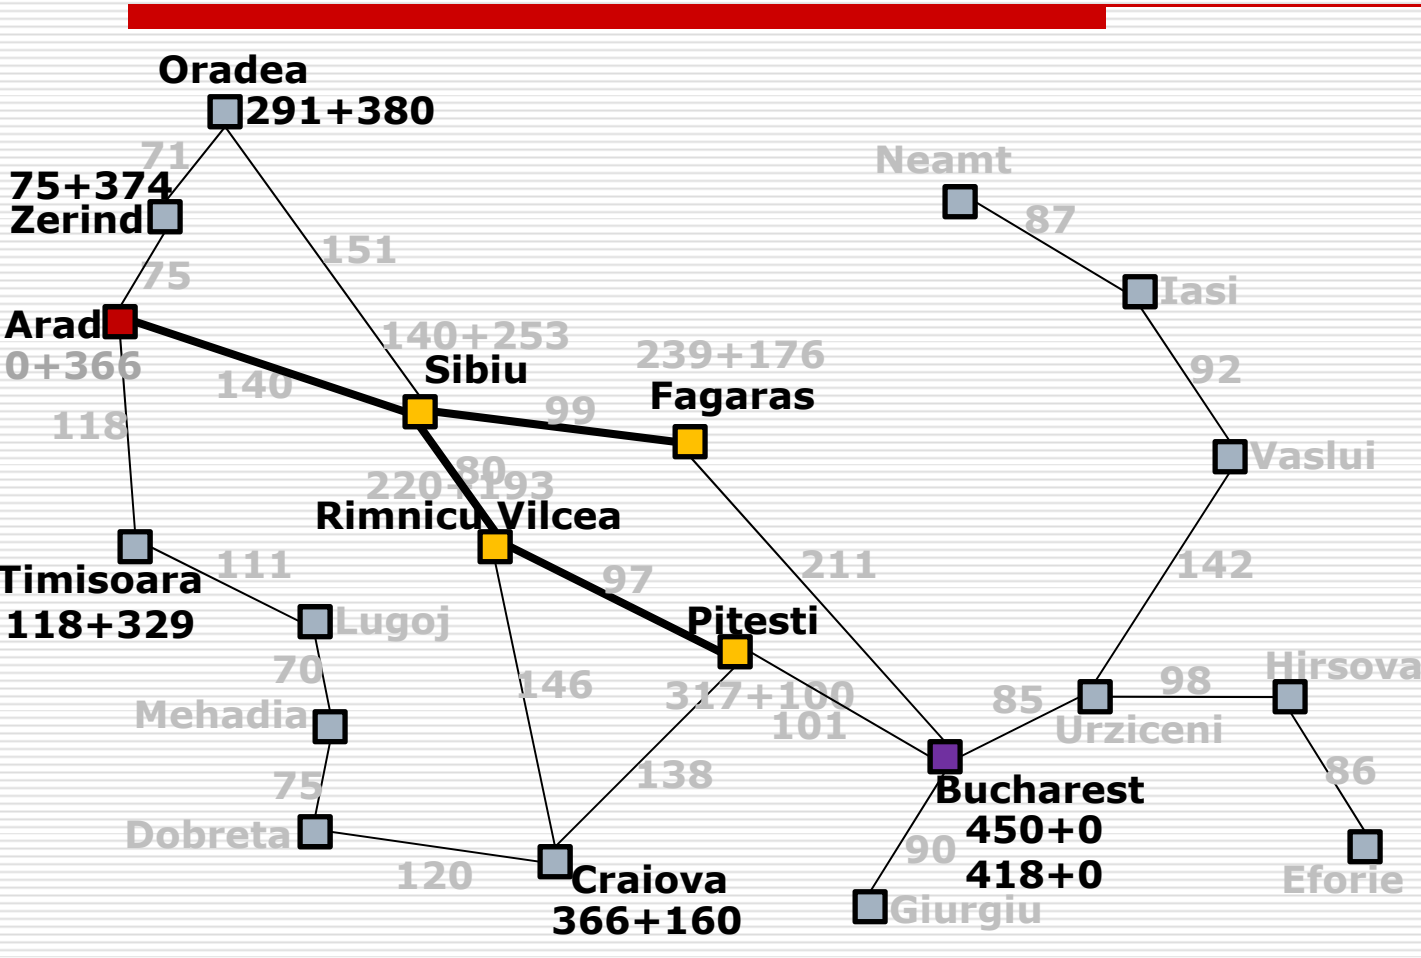 Oradea
291+380
71
Neamt
75+374
Zerind
87
151
75
Iasi
Arad
0+366
140+253
Sibiu
239+176
Fagaras
92
140
99
118
Vaslui
80
220+193
Rimnicu Vilcea
111
97
211
142
Timisoara
118+329
Lugoj
Pitesti
70
146
317+100
101
85
98
Hirsova
Mehadia
Urziceni
75
138
86
Bucharest
450+0
418+0
Dobreta
120
Craiova
366+160
90
Giurgiu
Eforie